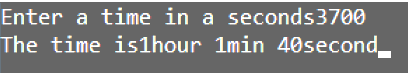 Enter a time in a seconds3700
The time is1hour 1min 40second